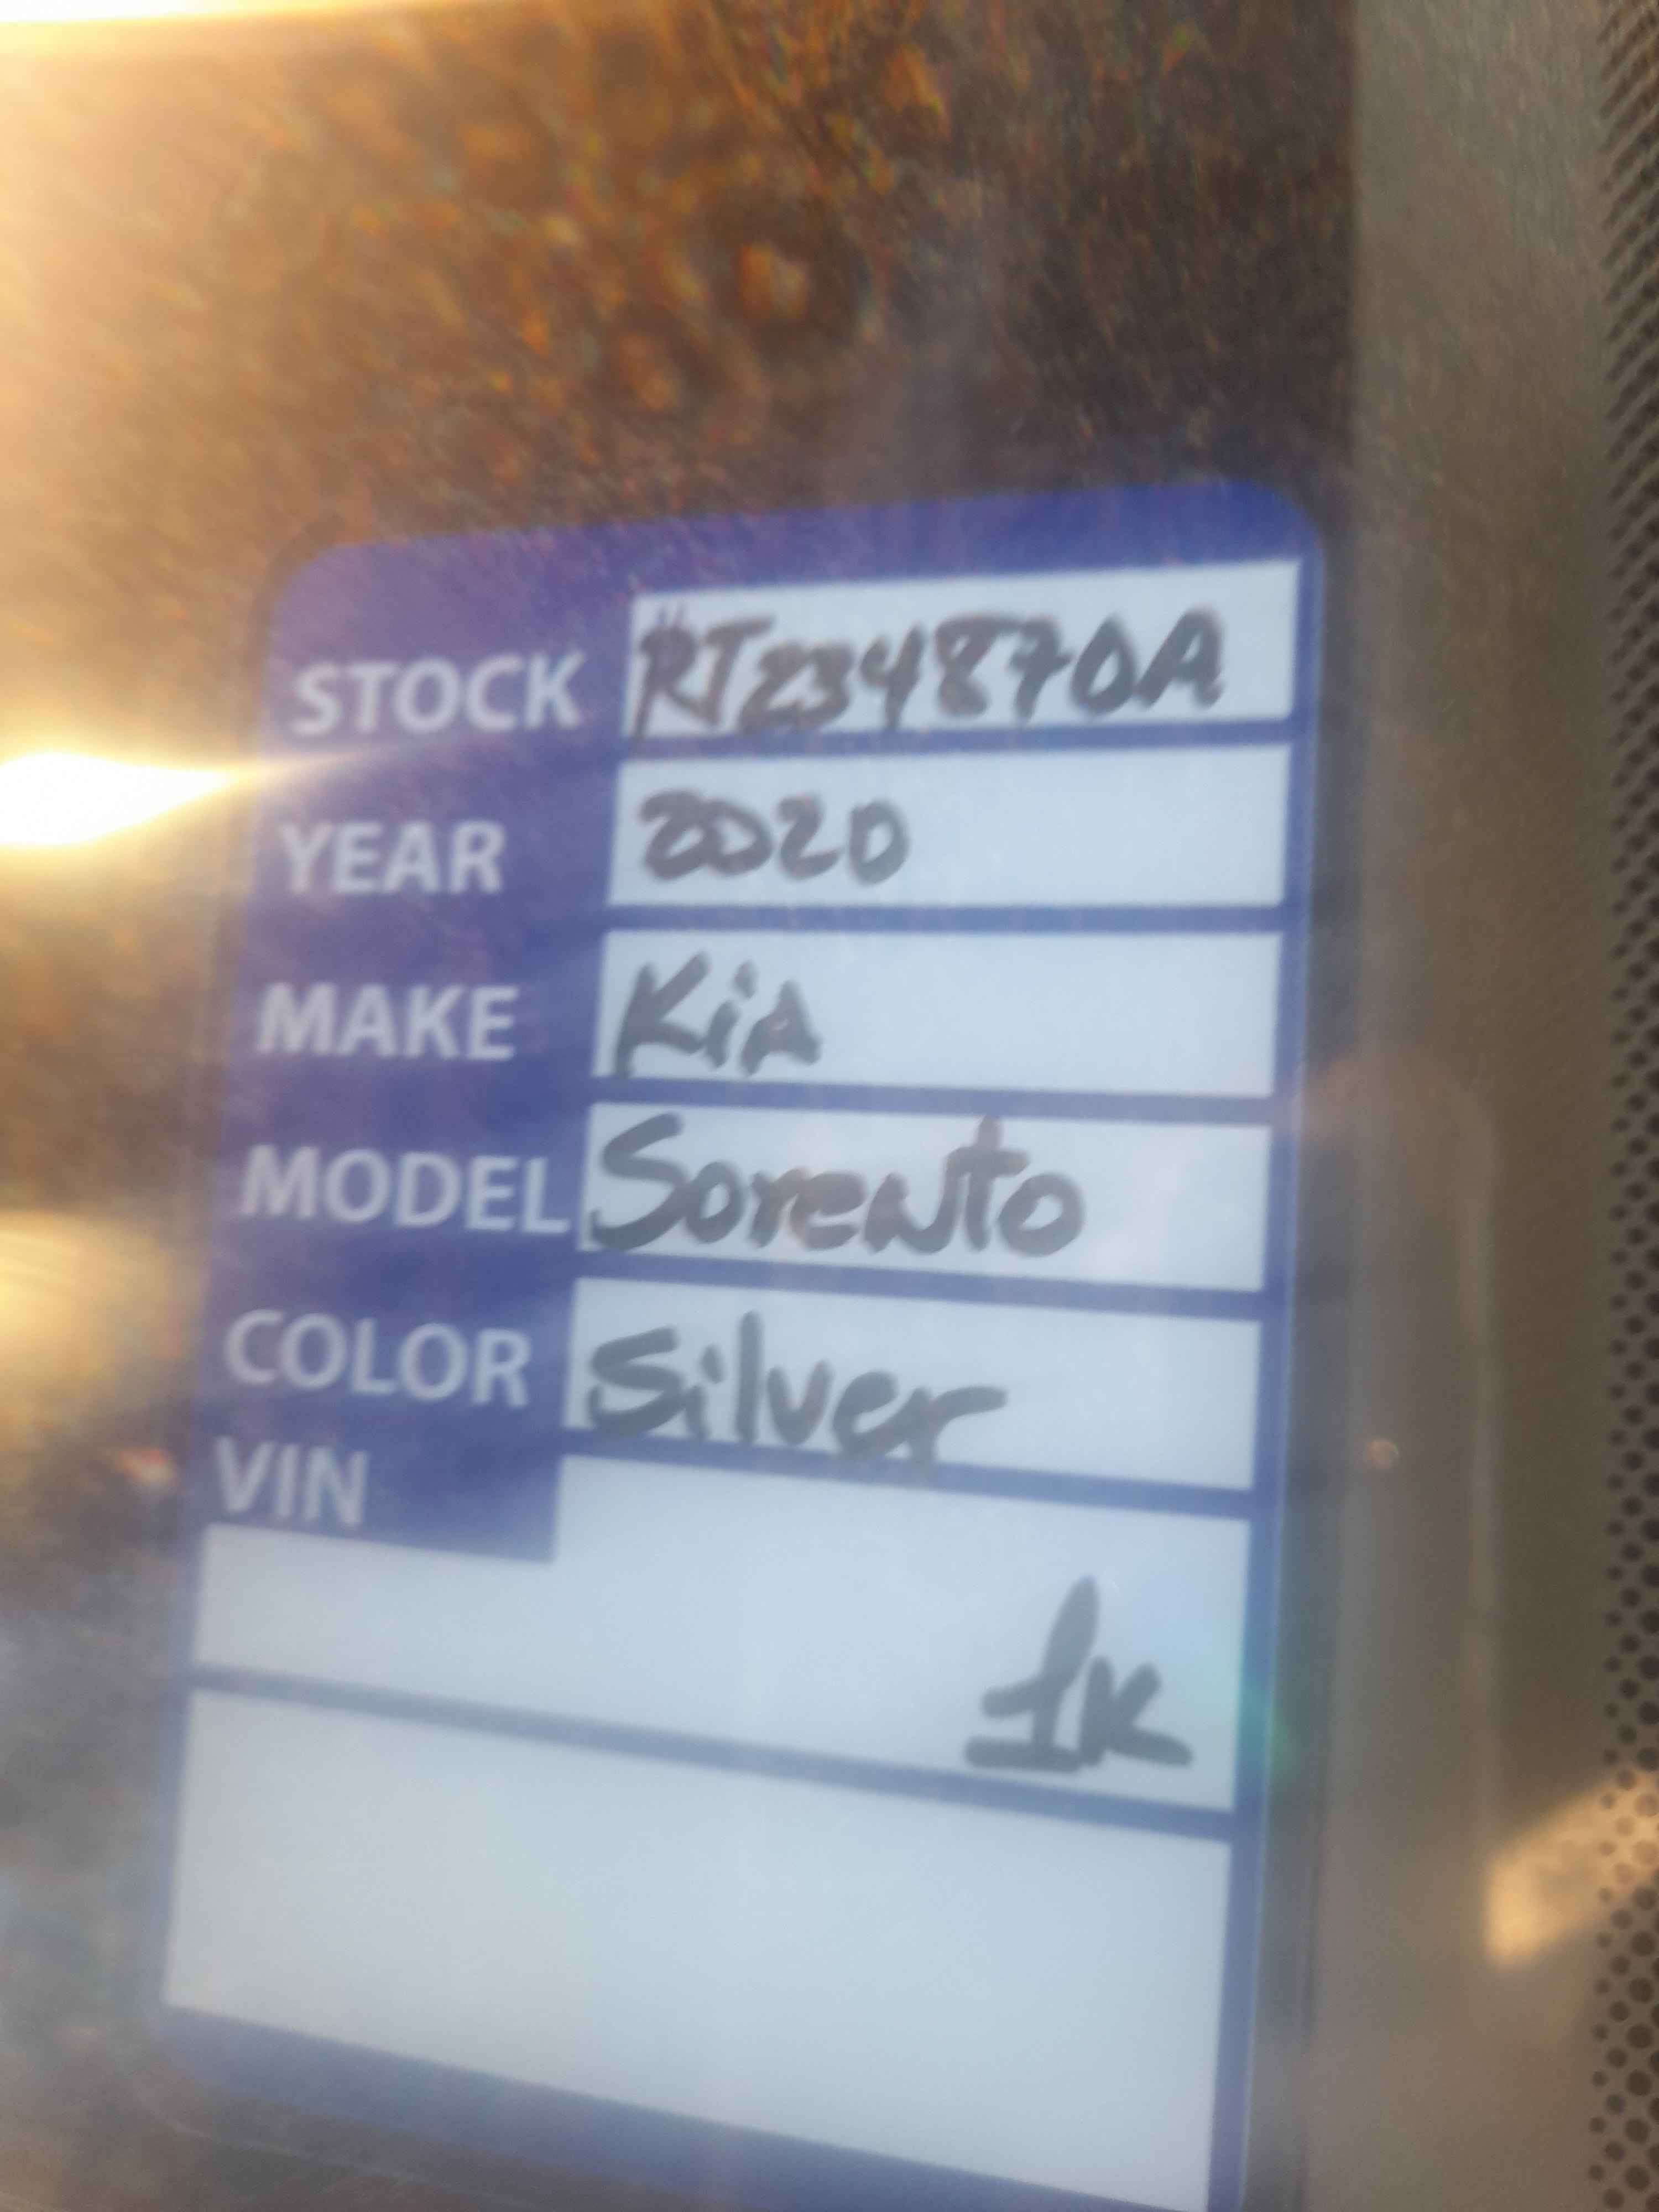 STOCK RT234870A
YEAR 2020
MAKE KiA
MODEL Sorento
COLOR Silver
VIN
1K